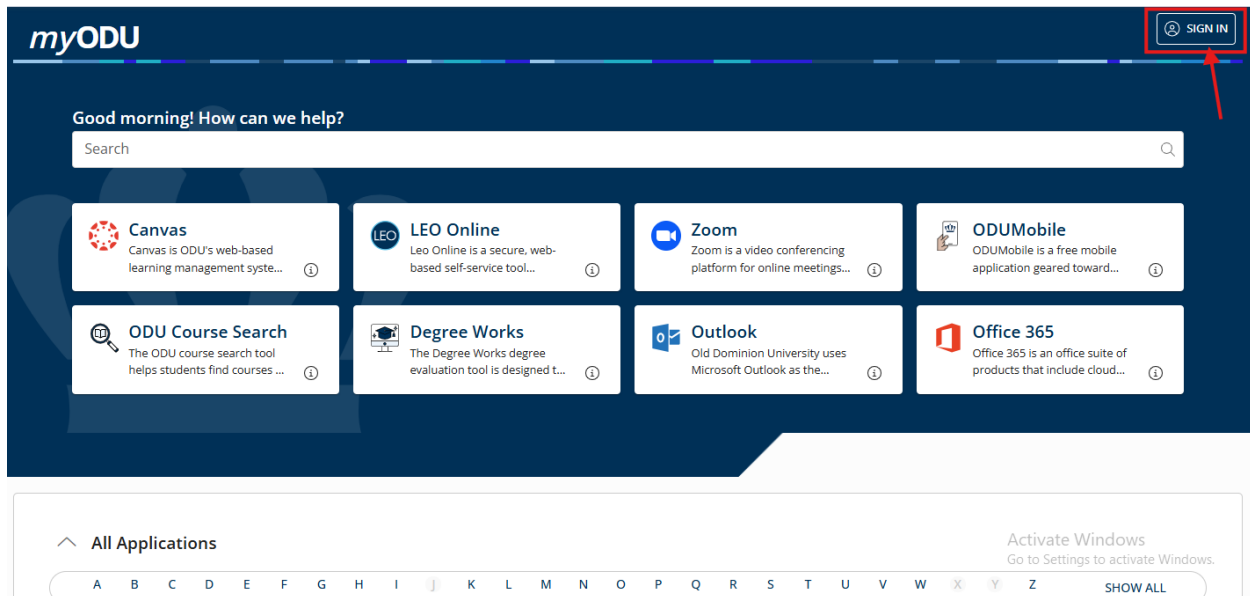 myODU
SIGN IN
Good morning! How can we help?
Search
Canvas
Canvas is ODU's web-based
learning management syste...
LEO
LEO Online
Leo Online is a secure, web-
based self-service tool...
Zoom
Zoom is a video conferencing
platform for online meetings...
ODUMobile
ODUMobile is a free mobile
application geared toward...
ODU Course Search
The ODU course search tool
helps students find courses ...
Degree Works
The Degree Works degree
evaluation tool is designed t...
Outlook
Old Dominion University uses
Microsoft Outlook as the...
Office 365
Office 365 is an office suite of
products that include cloud...
All Applications
Activate Windows
Go to Settings to activate Windows.
A B C D E F G H I J K L M N O P Q R S T U V W X Y Z SHOW ALL